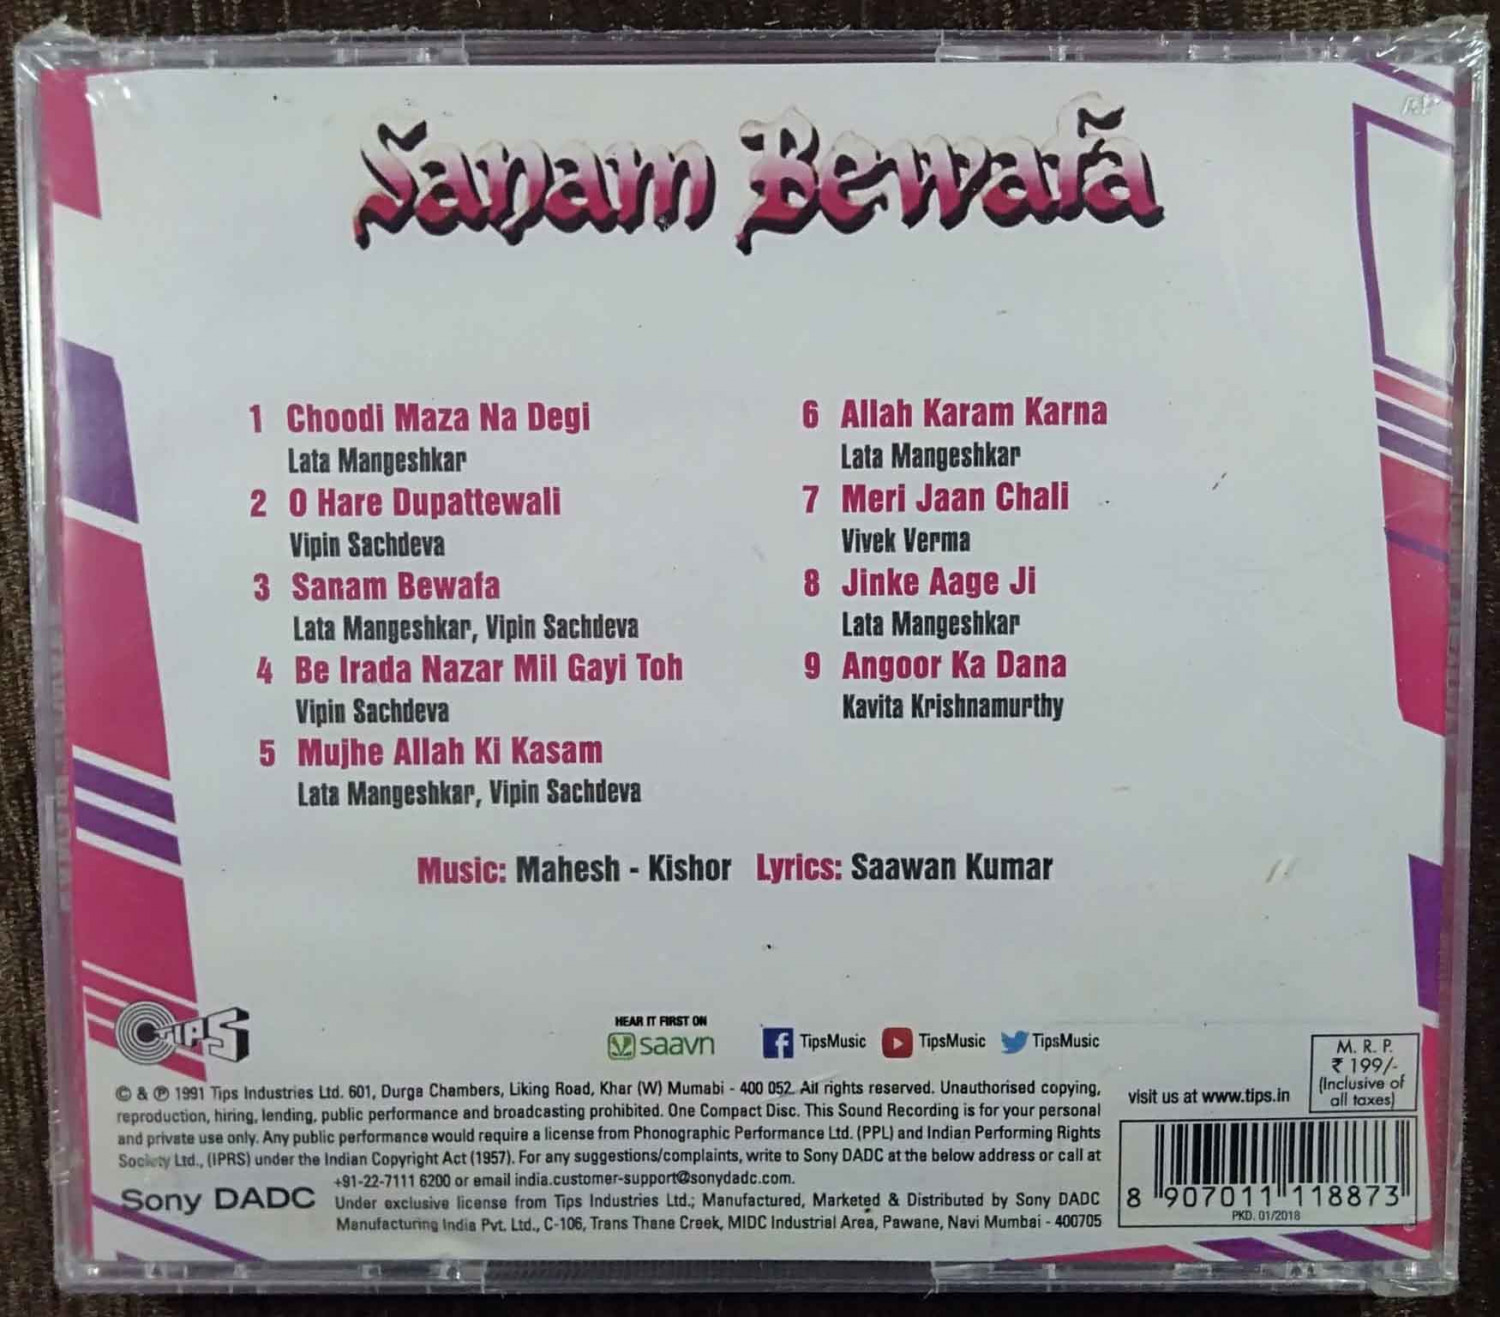 Sanam Bewafa
1 Choodi Maza Na Degi
Lata Mangeshkar
2 O Hare Dupattewali
Vipin Sachdeva
3 Sanam Bewafa
Lata Mangeshkar, Vipin Sachdeva
4 Be Irada Nazar Mil Gayi Toh
Vipin Sachdeva
5 Mujhe Allah Ki Kasam
Lata Mangeshkar, Vipin Sachdeva
6 Allah Karam Karna
Lata Mangeshkar
7 Meri Jaan Chali
Vivek Verma
8 Jinke Aage Ji
Lata Mangeshkar
9 Angoor Ka Dana
Kavita Krishnamurthy
Music: Mahesh - Kishor Lyrics: Saawan Kumar
TIPS
HEAR IT FIRST ON
saavn
TipsMusic TipsMusic TipsMusic
© & ℗ 1991 Tips Industries Ltd. 601, Durga Chambers, Liking Road, Khar (W) Mumabi - 400 052. All rights reserved. Unauthorised copying,
reproduction, hiring, lending, public performance and broadcasting prohibited. One Compact Disc. This Sound Recording is for your personal
and private use only. Any public performance would require a license from Phonographic Performance Ltd. (PPL) and Indian Performing Rights
Society Ltd., (IPRS) under the Indian Copyright Act (1957). For any suggestions/complaints, write to Sony DADC at the below address or call at
+91-22-7111 6200 or email india.customer-support@sonydadc.com.
Sony DADC
Under exclusive license from Tips Industries Ltd.; Manufactured, Marketed & Distributed by Sony DADC
Manufacturing India Pvt. Ltd., C-106, Trans Thane Creek, MIDC Industrial Area, Pawane, Navi Mumbai - 400705
visit us at www.tips.in
M. R. P.
₹ 199/-
(Inclusive of
all taxes)
8 907011 118873
PKD. 01/2018